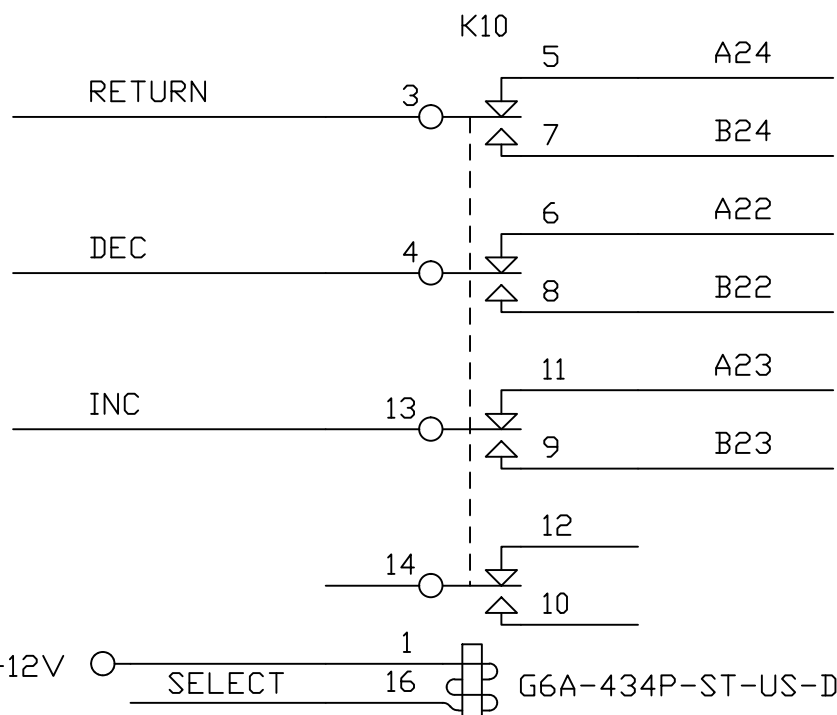 K10
5 A24
RETURN 3
7 B24
6 A22
DEC 4
8 B22
11 A23
INC 13
9 B23
12
14
10
-12V 1
SELECT 16 G6A-434P-ST-US-D